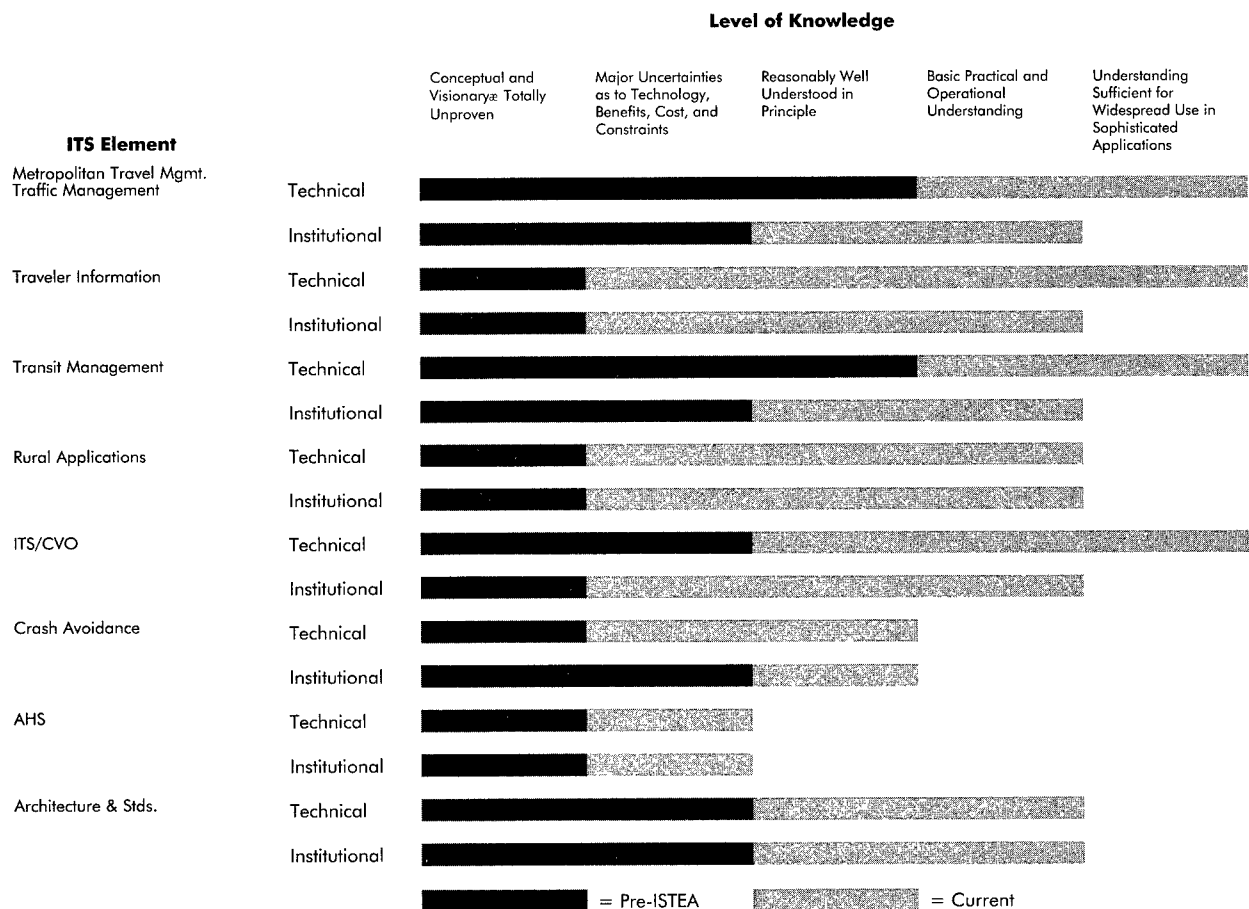 Level of Knowledge
Conceptual and
Visionaryæ Totally
Unproven
Major Uncertainties
as to Technology,
Benefits, Cost, and
Constraints
Reasonably Well
Understood in
Principle
Basic Practical and
Operational
Understanding
Understanding
Sufficient for
Widespread Use in
Sophisticated
Applications
ITS Element
Metropolitan Travel Mgmt.
Traffic Management
Technical
Institutional
Traveler Information
Technical
Institutional
Transit Management
Technical
Institutional
Rural Applications
Technical
Institutional
ITS/CVO
Technical
Institutional
Crash Avoidance
Technical
Institutional
AHS
Technical
Institutional
Architecture & Stds.
Technical
Institutional
= Pre-ISTEA
= Current